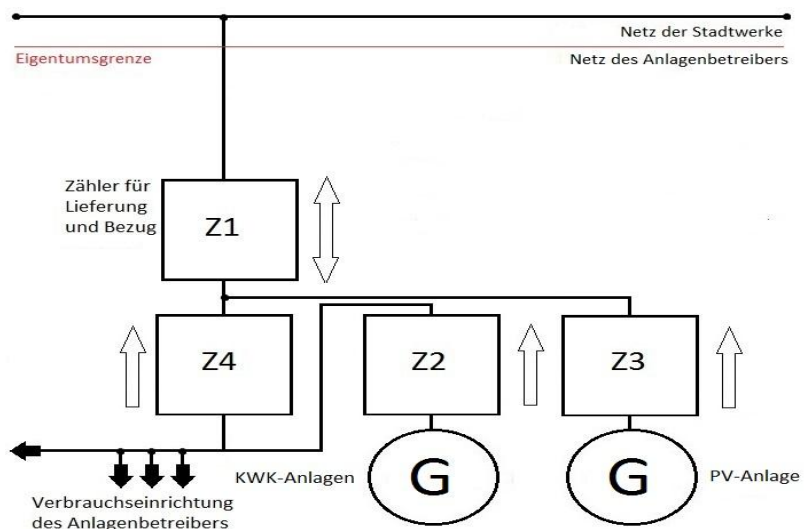 Netz der Stadtwerke
Eigentumsgrenze
Netz des Anlagenbetreibers
Zähler für
Lieferung
und Bezug
Z1
Z4
Z2
Z3
KWK-Anlagen
G
G
PV-Anlage
Verbrauchseinrichtung
des Anlagenbetreibers